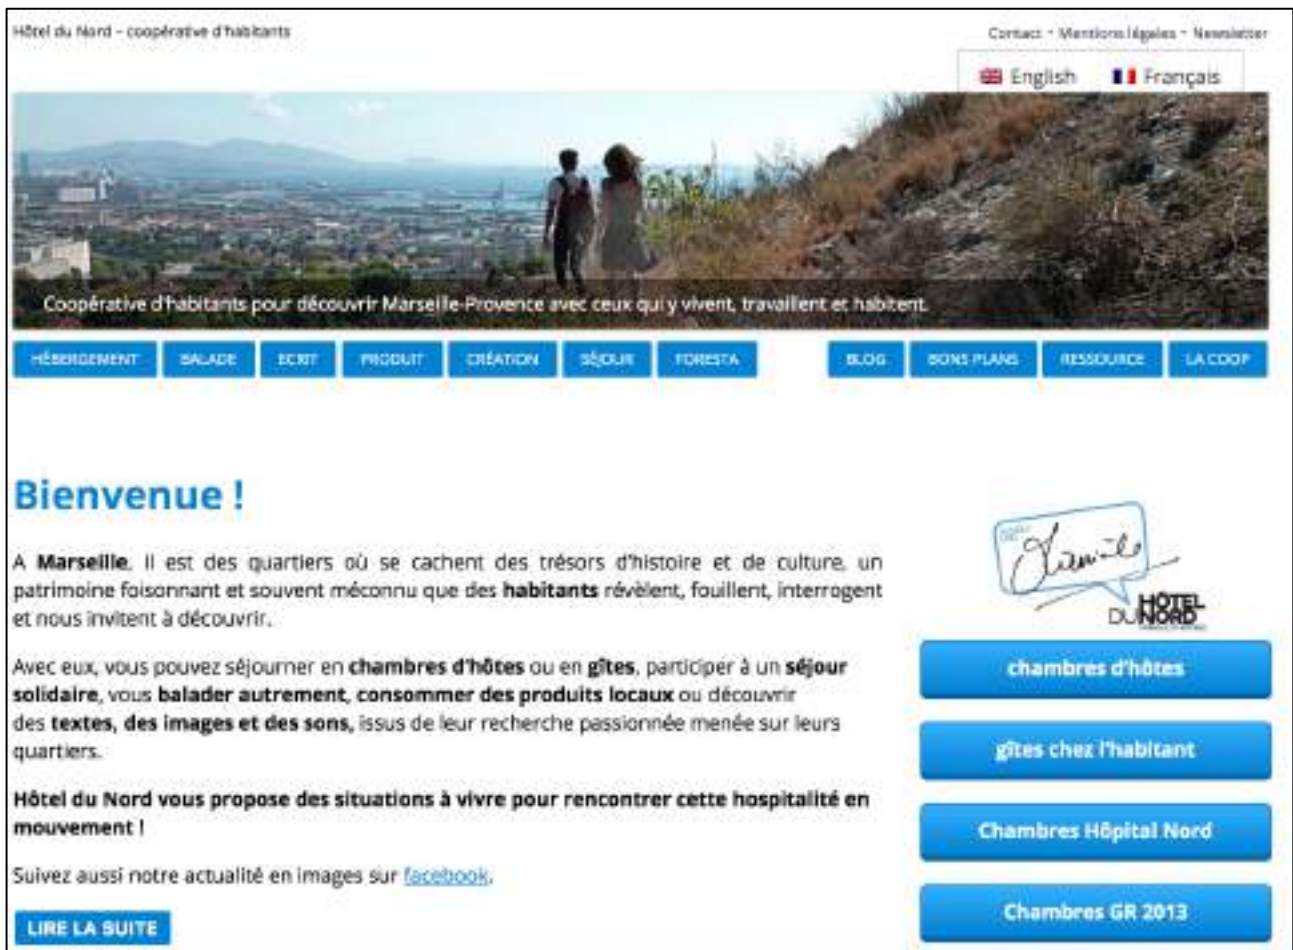 Hôtel du Nord – coopérative d'habitants
Contact - Mentions légales - Newsletter
English Français
Coopérative d'habitants pour découvrir Marseille-Provence avec ceux qui y vivent, travaillent et habitent.
HÉBERGEMENT BALADE ECRIT PRODUIT CRÉATION SÉJOUR FORESTA BLOG BONS PLANS RESSOURCE LA COOP
Bienvenue !
A Marseille, il est des quartiers où se cachent des trésors d'histoire et de culture, un
patrimoine foisonnant et souvent méconnu que des habitants révèlent, fouillent, interrogent
et nous invitent à découvrir.
Avec eux, vous pouvez séjourner en chambres d'hôtes ou en gîtes, participer à un séjour
solidaire, vous balader autrement, consommer des produits locaux ou découvrir
des textes, des images et des sons, issus de leur recherche passionnée menée sur leurs
quartiers.
Hôtel du Nord vous propose des situations à vivre pour rencontrer cette hospitalité en
mouvement !
Suivez aussi notre actualité en images sur facebook.
LIRE LA SUITE
HÔTEL
DU NORD
chambres d'hôtes
gîtes chez l'habitant
Chambres Hôpital Nord
Chambres GR 2013